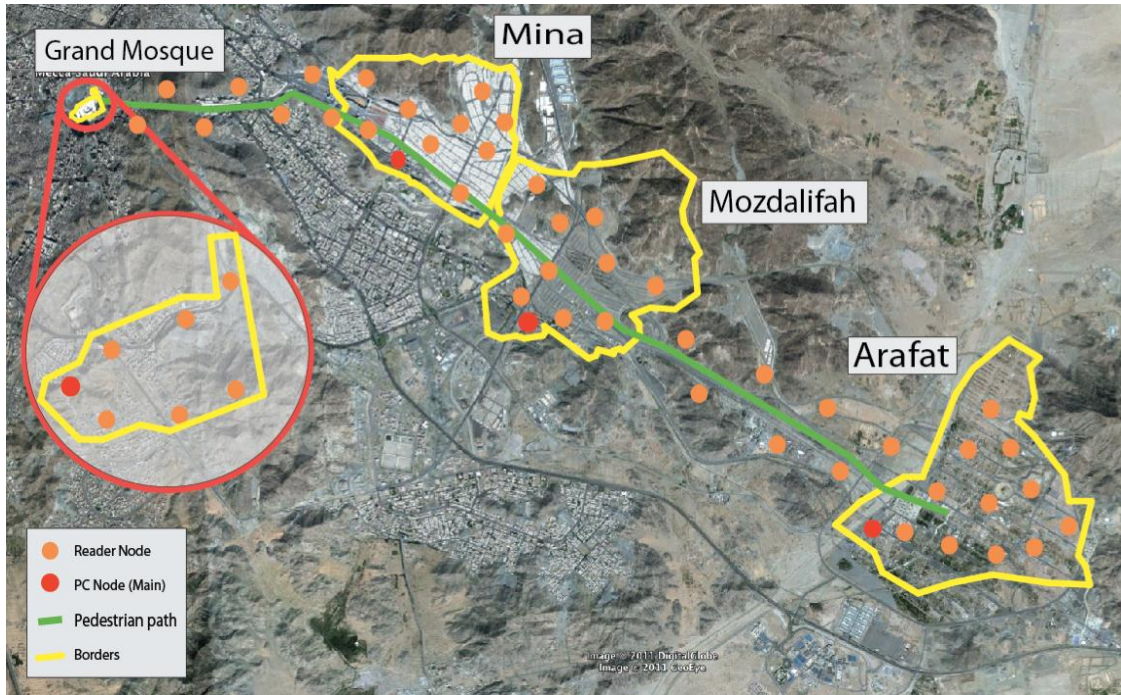 Mina
Grand Mosque
Mecca-Saudi Arabia
Mozdalifah
Arafat
Reader Node
PC Node (Main)
Pedestrian path
Borders
Image © 2011 DigitalGlobe
Image © 2011 GeoEye